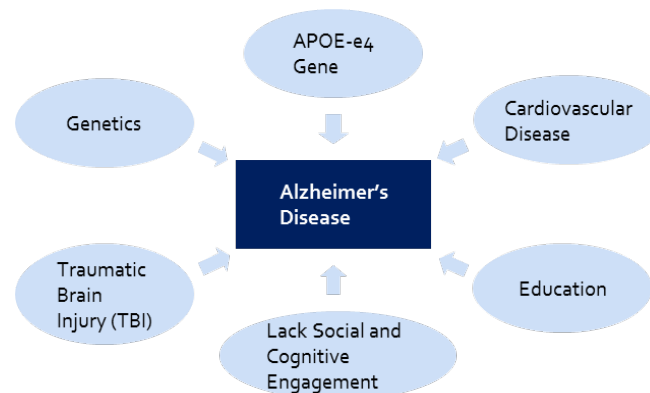 APOE-e4
Gene
Genetics
Cardiovascular
Disease
Alzheimer's
Disease
Traumatic
Brain
Injury (TBI)
Education
Lack Social and
Cognitive
Engagement